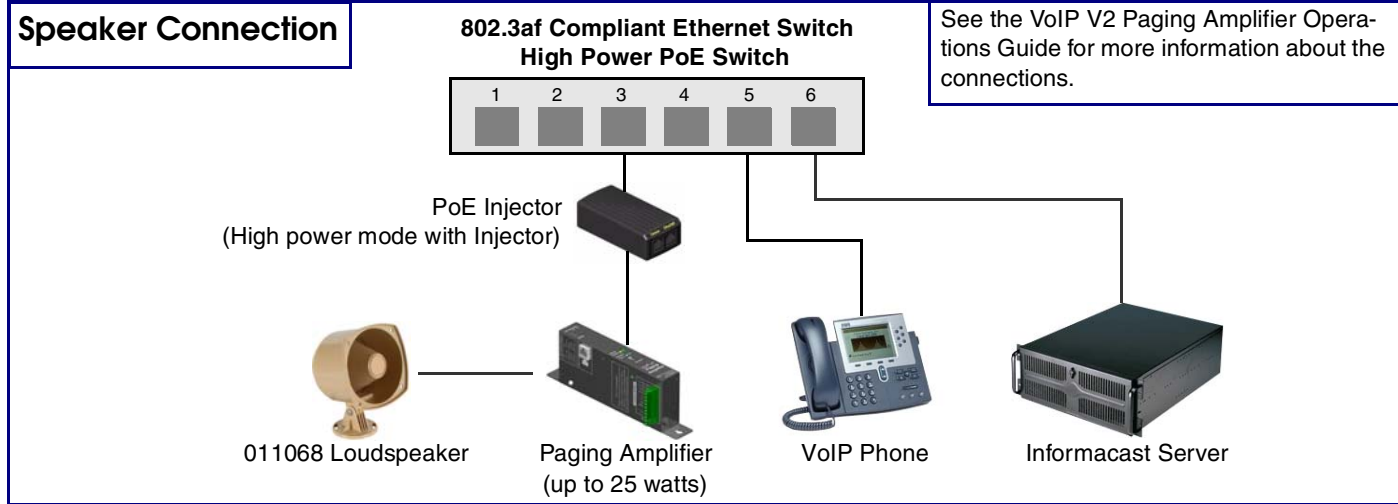 Speaker Connection
802.3af Compliant Ethernet Switch
High Power PoE Switch
See the VoIP V2 Paging Amplifier Opera-
tions Guide for more information about the
connections.
1 2 3 4 5 6
PoE Injector
(High power mode with Injector)
011068 Loudspeaker
Paging Amplifier
(up to 25 watts)
VoIP Phone
Informacast Server